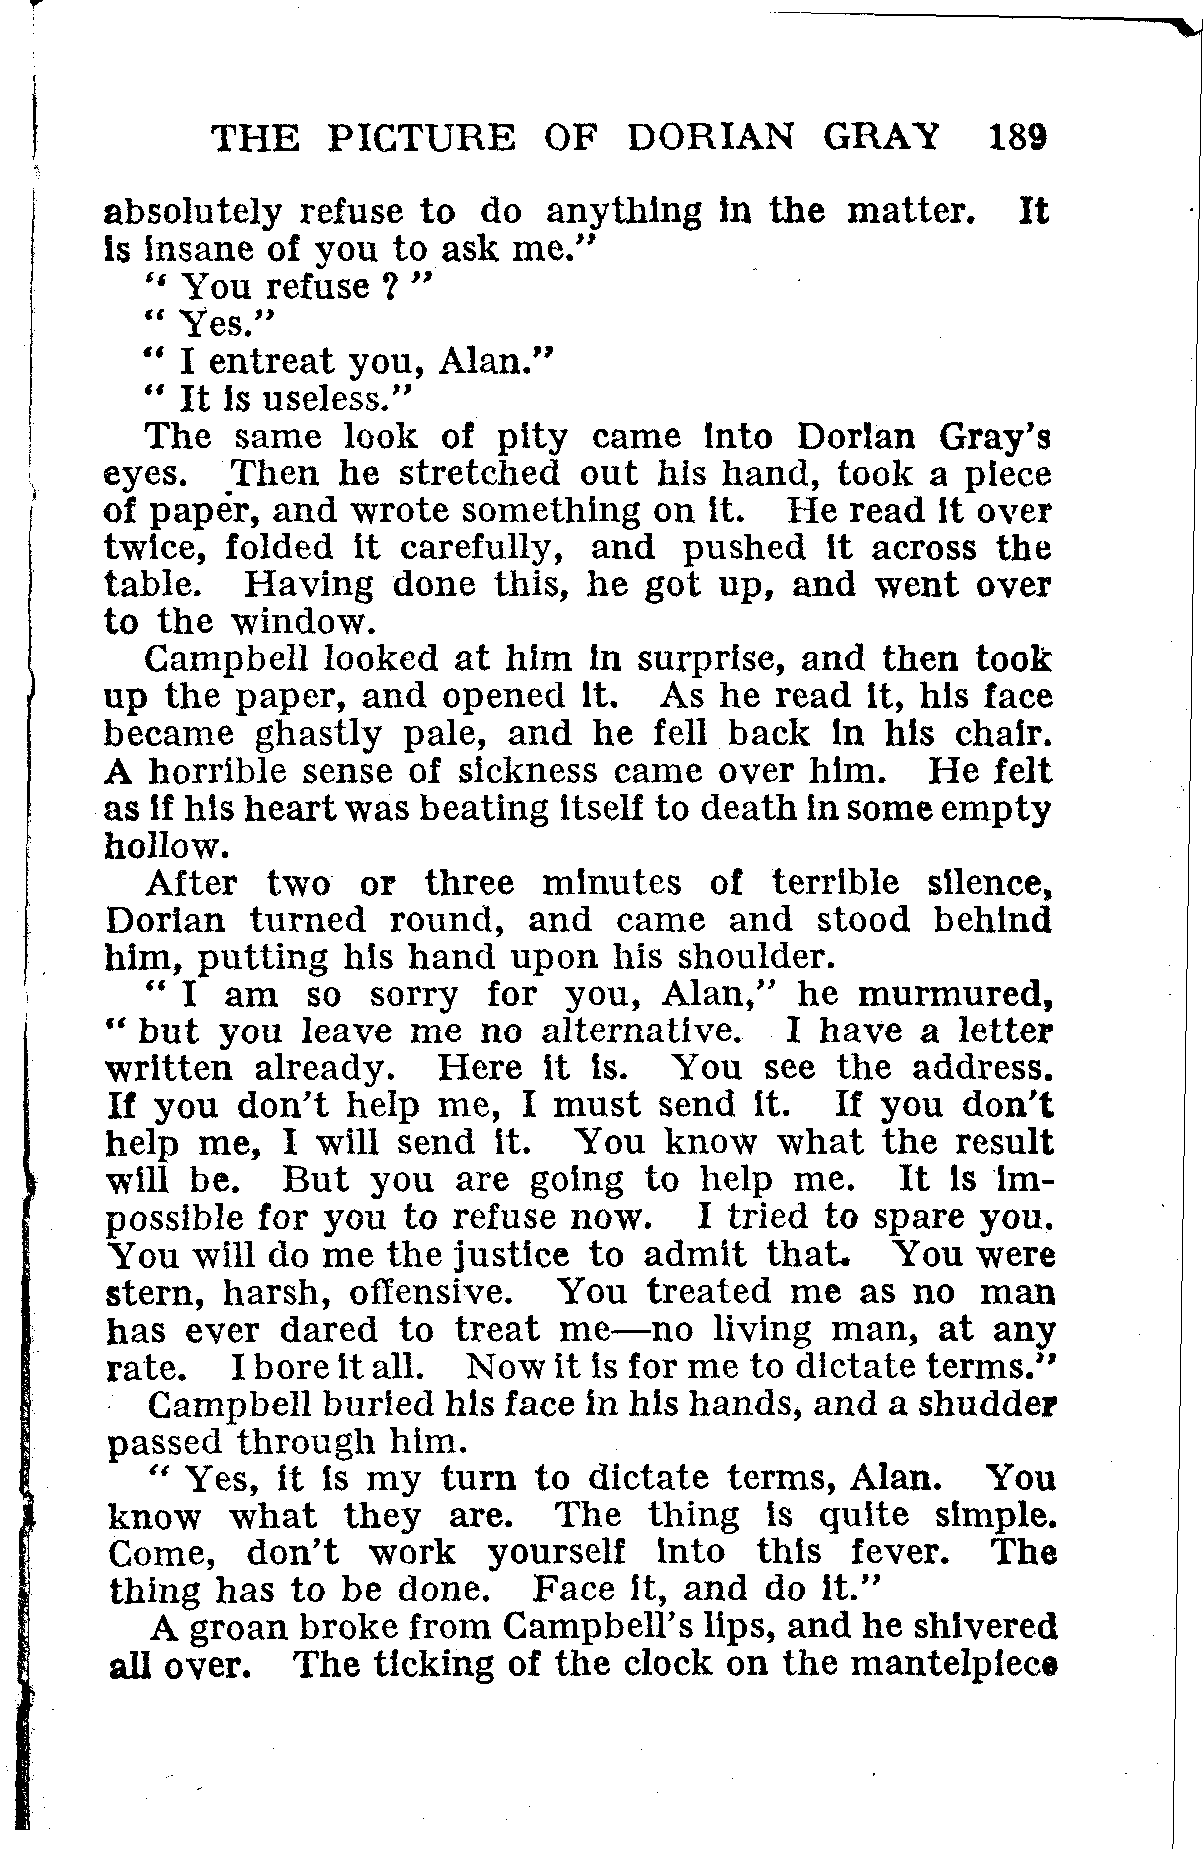 THE PICTURE OF DORIAN GRAY 189
absolutely refuse to do anything in the matter. It
is insane of you to ask me."
" You refuse ? "
" Yes."
" I entreat you, Alan."
" It is useless."
The same look of pity came into Dorian Gray's
eyes. Then he stretched out his hand, took a piece
of paper, and wrote something on it. He read it over
twice, folded it carefully, and pushed it across the
table. Having done this, he got up, and went over
to the window.
Campbell looked at him in surprise, and then took
up the paper, and opened it. As he read it, his face
became ghastly pale, and he fell back in his chair.
A horrible sense of sickness came over him. He felt
as if his heart was beating itself to death in some empty
hollow.
After two or three minutes of terrible silence,
Dorian turned round, and came and stood behind
him, putting his hand upon his shoulder.
" I am so sorry for you, Alan," he murmured,
" but you leave me no alternative. I have a letter
written already. Here it is. You see the address.
If you don't help me, I must send it. If you don't
help me, I will send it. You know what the result
will be. But you are going to help me. It is im-
possible for you to refuse now. I tried to spare you.
You will do me the justice to admit that. You were
stern, harsh, offensive. You treated me as no man
has ever dared to treat me—no living man, at any
rate. I bore it all. Now it is for me to dictate terms."
Campbell buried his face in his hands, and a shudder
passed through him.
" Yes, it is my turn to dictate terms, Alan. You
know what they are. The thing is quite simple.
Come, don't work yourself into this fever. The
thing has to be done. Face it, and do it."
A groan broke from Campbell's lips, and he shivered
all over. The ticking of the clock on the mantelpiece